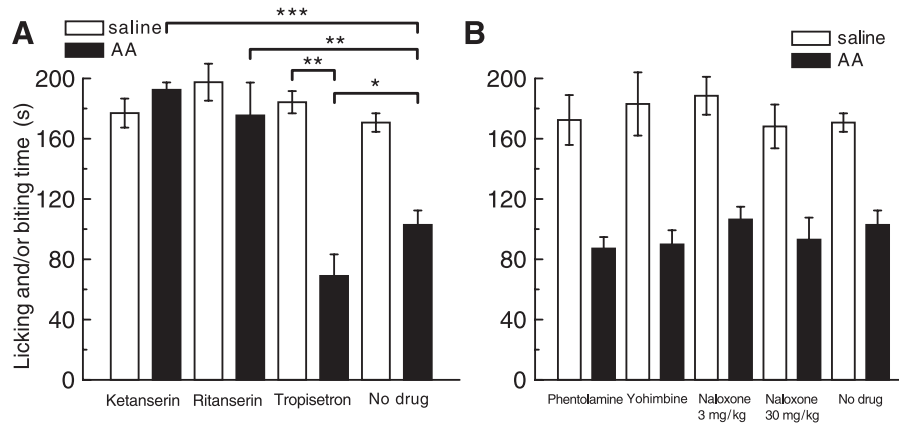 A
saline
AA
***
**
**
*
Licking and/or biting time (s)
200
160
120
80
40
0
Ketanserin Ritanserin Tropisetron No drug
B
saline
AA
200
160
120
80
40
0
Phentolamine Yohimbine Naloxone Naloxone No drug
3 mg/kg 30 mg/kg